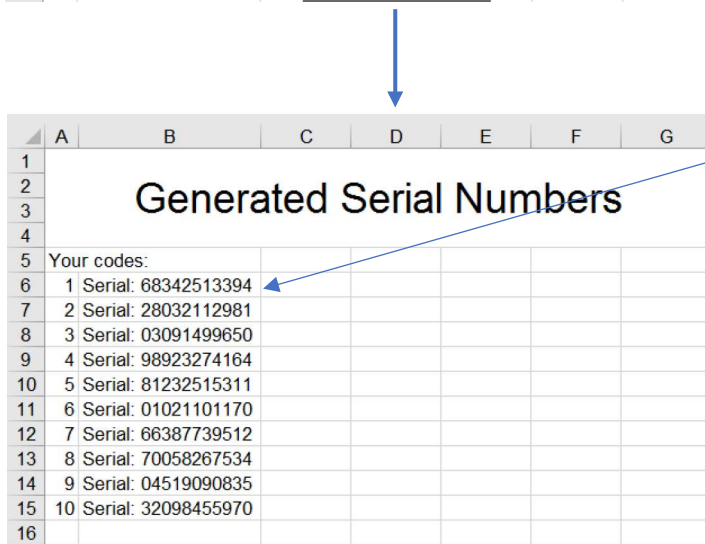 A B C D E F G
1
2
3
4
Generated Serial Numbers
5 Your codes:
6 1 Serial: 68342513394
7 2 Serial: 28032112981
8 3 Serial: 03091499650
9 4 Serial: 98923274164
10 5 Serial: 81232515311
11 6 Serial: 01021101170
12 7 Serial: 66387739512
13 8 Serial: 70058267534
14 9 Serial: 04519090835
15 10 Serial: 32098455970
16